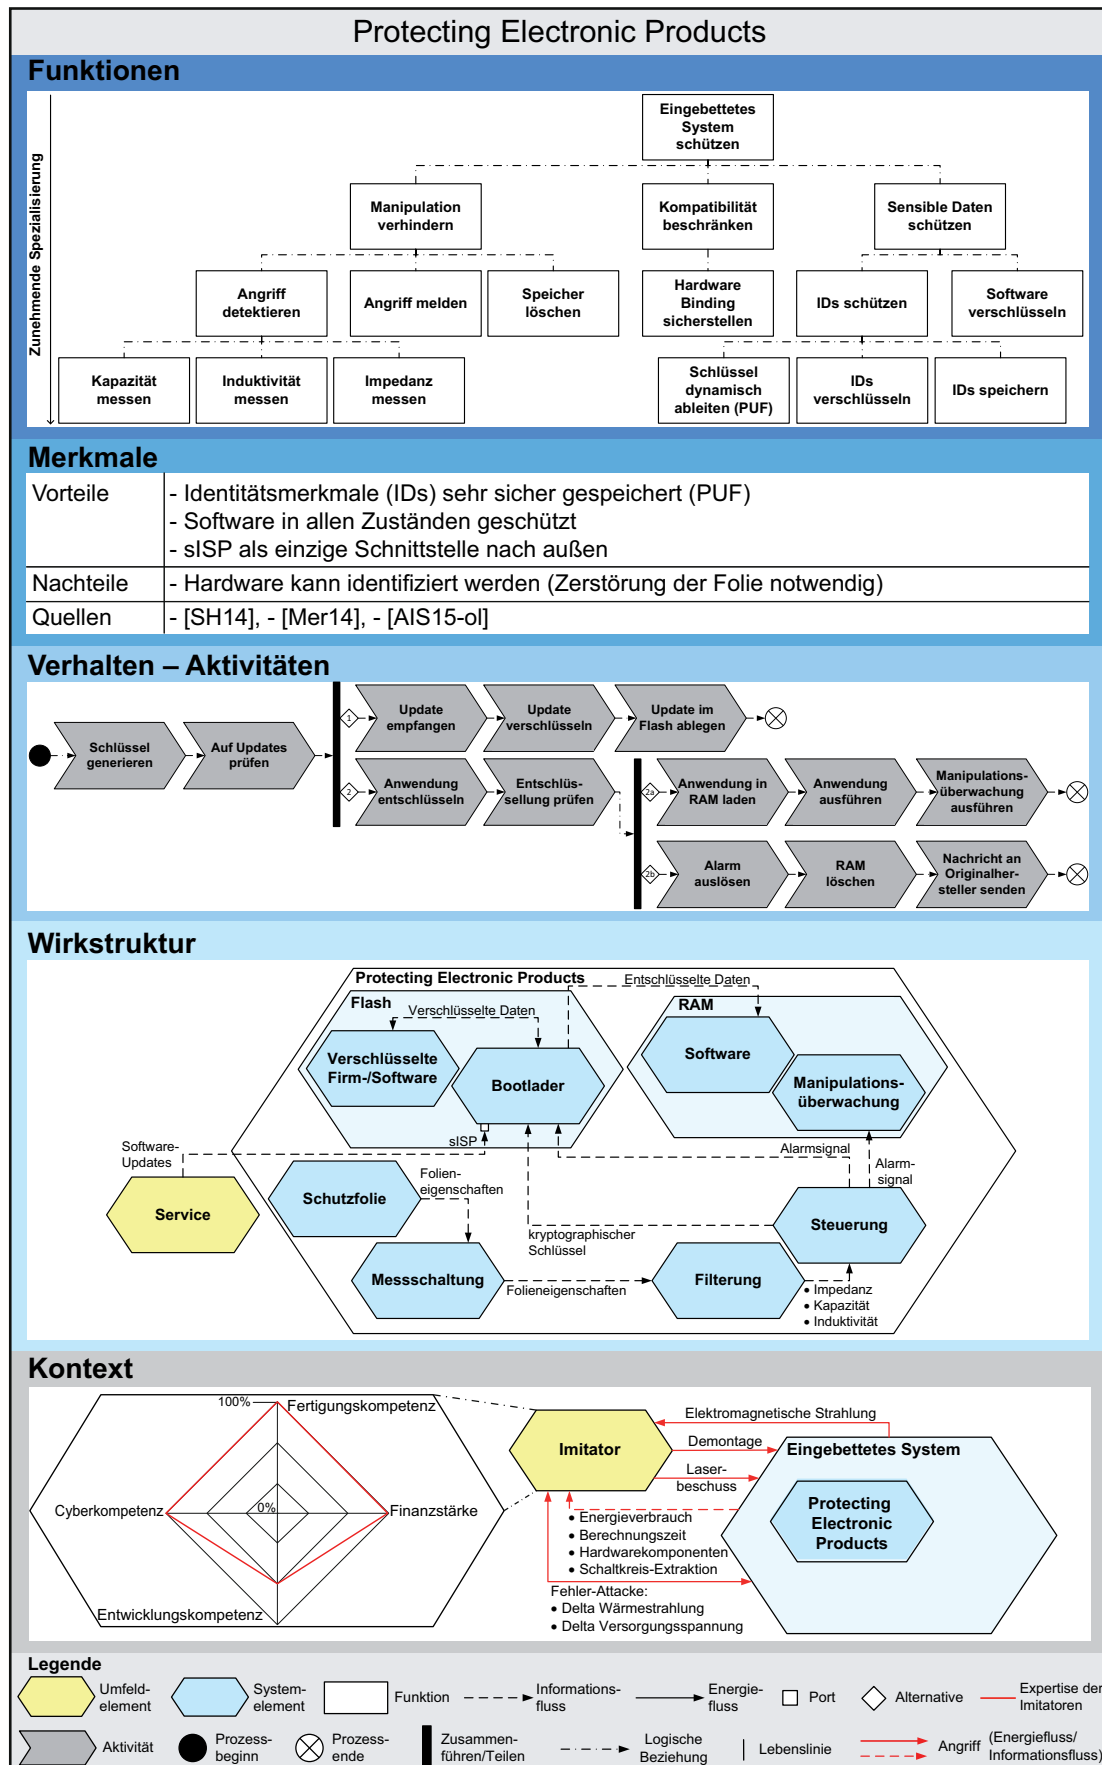 Protecting Electronic Products
Funktionen
Zunehmende Spezialisierung
Eingebettetes
System
schützen
Manipulation
verhindern
Kompatibilität
beschränken
Sensible Daten
schützen
Angriff
detektieren
Angriff melden
Speicher
löschen
Hardware
Binding
sicherstellen
IDs schützen
Software
verschlüsseln
Kapazität
messen
Induktivität
messen
Impedanz
messen
Schlüssel
dynamisch
ableiten (PUF)
IDs
verschlüsseln
IDs speichern
Merkmale
Vorteile
- Identitätsmerkmale (IDs) sehr sicher gespeichert (PUF)
- Software in allen Zuständen geschützt
- sISP als einzige Schnittstelle nach außen
Nachteile
- Hardware kann identifiziert werden (Zerstörung der Folie notwendig)
Quellen
- [SH14], - [Mer14], - [AIS15-ol]
Verhalten – Aktivitäten
Schlüssel
generieren
Auf Updates
prüfen
1
Update
empfangen
Update
verschlüsseln
Update im
Flash ablegen
2
Anwendung
entschlüsseln
Entschlüs-
sellung prüfen
2a
Anwendung in
RAM laden
Anwendung
ausführen
Manipulations-
überwachung
ausführen
2b
Alarm
auslösen
RAM
löschen
Nachricht an
Originalher-
steller senden
Wirkstruktur
Protecting Electronic Products
Entschlüsselte Daten
Flash
Verschlüsselte Daten
RAM
Verschlüsselte
Firm-/Software
Bootlader
Software
Manipulations-
überwachung
sISP
Software-
Updates
Alarmsignal
Alarm-
signal
Service
Schutzfolie
Folien-
eigenschaften
Steuerung
kryptographischer
Schlüssel
Messschaltung
Folieneigenschaften
Filterung
• Impedanz
• Kapazität
• Induktivität
Kontext
100%
Fertigungskompetenz
Cyberkompetenz
0%
Finanzstärke
Entwicklungskompetenz
Imitator
Elektromagnetische Strahlung
Demontage
Laser-
beschuss
Eingebettetes System
Protecting
Electronic
Products
• Energieverbrauch
• Berechnungszeit
• Hardwarekomponenten
• Schaltkreis-Extraktion
Fehler-Attacke:
• Delta Wärmestrahlung
• Delta Versorgungsspannung
Legende
Umfeld-
element
System-
element
Funktion
Informations-
fluss
Energie-
fluss
Port
Alternative
Expertise der
Imitatoren
Aktivität
Prozess-
beginn
Prozess-
ende
Zusammen-
führen/Teilen
Logische
Beziehung
Lebenslinie
Angriff
(Energiefluss/
Informationsfluss)